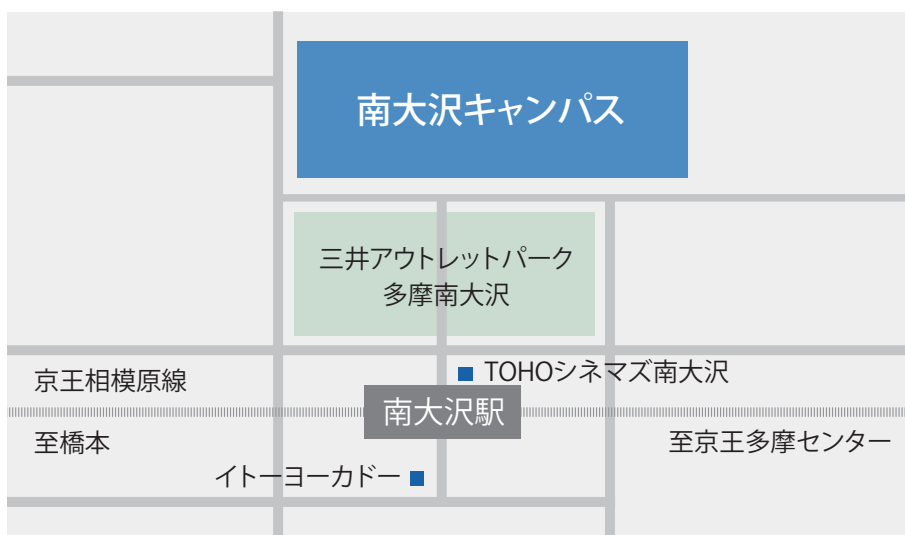 南大沢キャンパス
三井アウトレットパーク
多摩南大沢
TOHOシネマズ南大沢
京王相模原線
南大沢駅
至橋本
至京王多摩センター
イトーヨーカドー